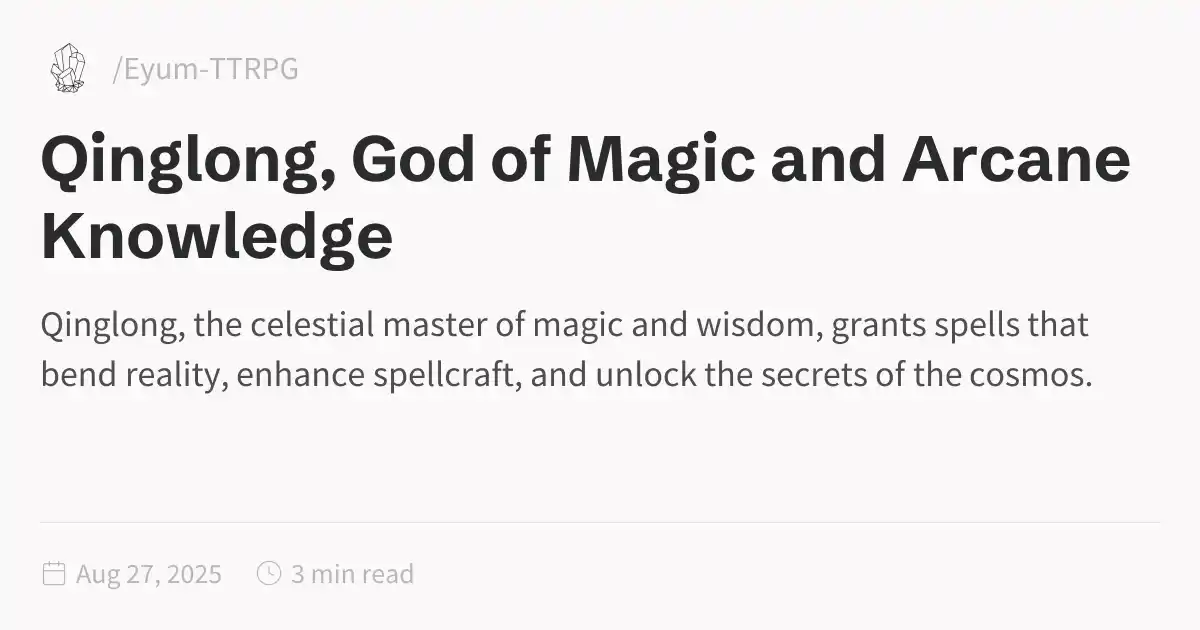 /Eyum-TTRPG
Qinglong, God of Magic and Arcane
Knowledge
Qinglong, the celestial master of magic and wisdom, grants spells that
bend reality, enhance spellcraft, and unlock the secrets of the cosmos.
Aug 27, 2025 3 min read